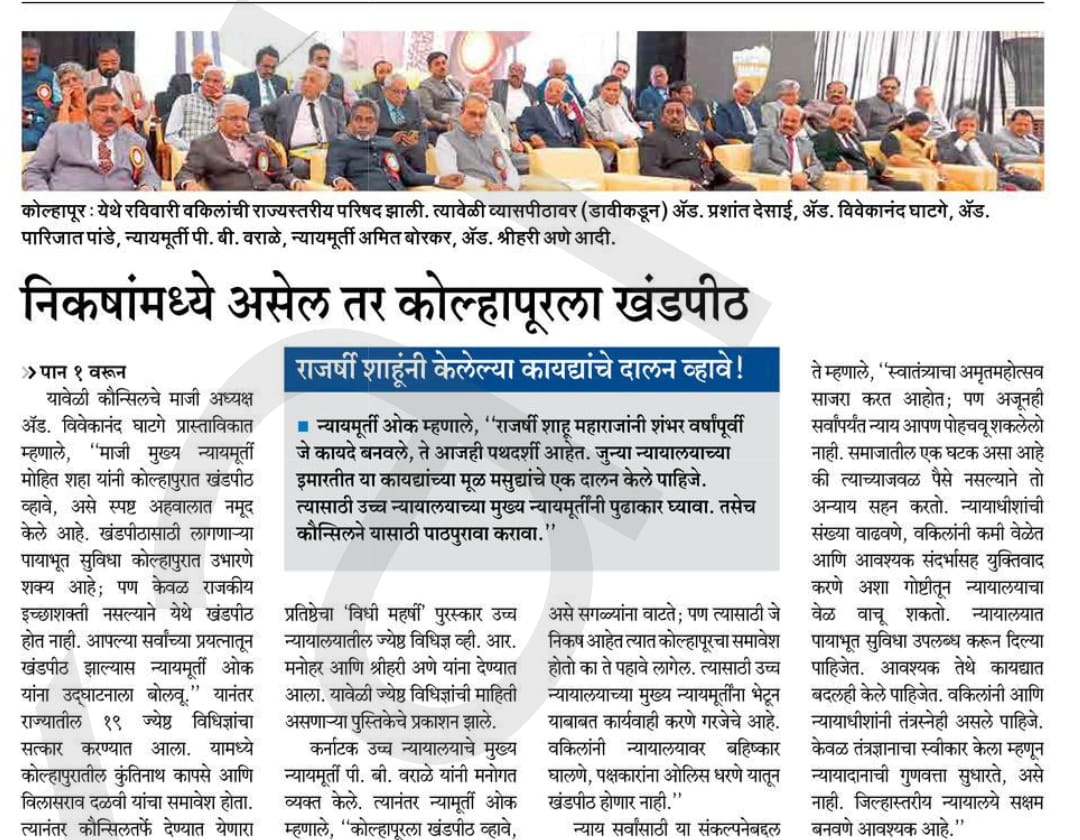 कोल्हापूर : येथे रविवारी वकिलांची राज्यस्तरीय परिषद झाली. त्यावेळी व्यासपीठावर (डावीकडून) ॲड. प्रशांत देसाई, ॲड. विवेकानंद घाटगे, ॲड.
पारिजात पांडे, न्यायमूर्ती पी. बी. वराळे, न्यायमूर्ती अमित बोरकर, ॲड. श्रीहरी अणे आदी.
निकषांमध्ये असेल तर कोल्हापूरला खंडपीठ
>> पान १ वरून
यावेळी कौन्सिलचे माजी अध्यक्ष
ॲड. विवेकानंद घाटगे प्रास्ताविकात
म्हणाले, ‘‘माजी मुख्य न्यायमूर्ती
मोहित शहा यांनी कोल्हापुरात खंडपीठ
व्हावे, असे स्पष्ट अहवालात नमूद
केले आहे. खंडपीठासाठी लागणाऱ्या
पायाभूत सुविधा कोल्हापुरात उभारणे
शक्य आहे; पण केवळ राजकीय
इच्छाशक्ती नसल्याने येथे खंडपीठ
होत नाही. आपल्या सर्वांच्या प्रयत्नातून
खंडपीठ झाल्यास न्यायमूर्ती ओक
यांना उद्‌घाटनाला बोलवू.’’ यानंतर
राज्यातील १९ ज्येष्ठ विधिज्ञांचा
सत्कार करण्यात आला. यामध्ये
कोल्हापुरातील कुंतिनाथ कापसे आणि
विलासराव दळवी यांचा समावेश होता.
त्यानंतर कौन्सिलतर्फे देण्यात येणारा
राजर्षी शाहूंनी केलेल्या कायद्यांचे दालन व्हावे!
■ न्यायमूर्ती ओक म्हणाले, ‘‘राजर्षी शाहू महाराजांनी शंभर वर्षांपूर्वी
जे कायदे बनवले, ते आजही पथदर्शी आहेत. जुन्या न्यायालयाच्या
इमारतीत या कायद्यांच्या मूळ मसुद्यांचे एक दालन केले पाहिजे.
त्यासाठी उच्च न्यायालयाच्या मुख्य न्यायमूर्तींनी पुढाकार घ्यावा. तसेच
कौन्सिलने यासाठी पाठपुरावा करावा.’’
प्रतिष्ठेचा ‘विधी महर्षी’ पुरस्कार उच्च
न्यायालयातील ज्येष्ठ विधिज्ञ व्ही. आर.
मनोहर आणि श्रीहरी अणे यांना देण्यात
आला. यावेळी ज्येष्ठ विधिज्ञांची माहिती
असणाऱ्या पुस्तिकेचे प्रकाशन झाले.
कर्नाटक उच्च न्यायालयाचे मुख्य
न्यायमूर्ती पी. बी. वराळे यांनी मनोगत
व्यक्त केले. त्यानंतर न्यामूर्ती ओक
म्हणाले, ‘‘कोल्हापूरला खंडपीठ व्हावे,
असे सगळ्यांना वाटते; पण त्यासाठी जे
निकष आहेत त्यात कोल्हापूरचा समावेश
होतो का ते पहावे लागेल. त्यासाठी उच्च
न्यायालयाच्या मुख्य न्यायमूर्तींना भेटून
याबाबत कार्यवाही करणे गरजेचे आहे.
वकिलांनी न्यायालयावर बहिष्कार
घालणे, पक्षकारांना ओलिस धरणे यातून
खंडपीठ होणार नाही.’’
न्याय सर्वांसाठी या संकल्पनेबद्दल
ते म्हणाले, ‘‘स्वातंत्र्याचा अमृतमहोत्सव
साजरा करत आहोत; पण अजूनही
सर्वांपर्यंत न्याय आपण पोहचवू शकलेलो
नाही. समाजातील एक घटक असा आहे
की त्याच्याजवळ पैसे नसल्याने तो
अन्याय सहन करतो. न्यायाधीशांची
संख्या वाढवणे, वकिलांनी कमी वेळेत
आणि आवश्यक संदर्भासह युक्तिवाद
करणे अशा गोष्टीतून न्यायालयाचा
वेळ वाचू शकतो. न्यायालयात
पायाभूत सुविधा उपलब्ध करून दिल्या
पाहिजेत. आवश्यक तेथे कायद्यात
बदलही केले पाहिजेत. वकिलांनी आणि
न्यायाधीशांनी तंत्रस्नेही असले पाहिजे.
केवळ तंत्रज्ञानाचा स्वीकार केला म्हणून
न्यायादानाची गुणवत्ता सुधारते, असे
नाही. जिल्हास्तरीय न्यायालये सक्षम
बनवणे आवश्यक आहे.’’